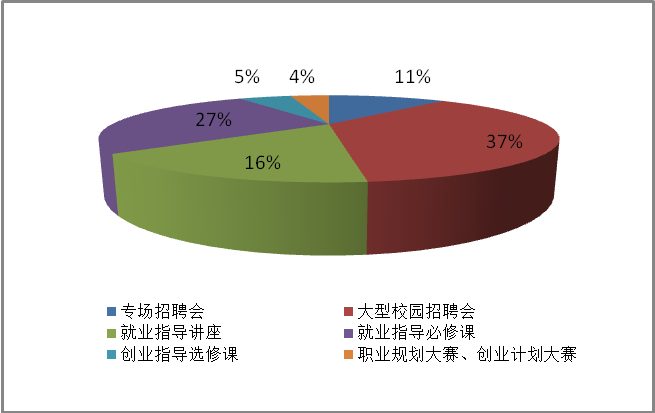 5% 4% 11%
27% 37%
16%
专场招聘会 大型校园招聘会
就业指导讲座 就业指导必修课
创业指导选修课 职业规划大赛、创业计划大赛